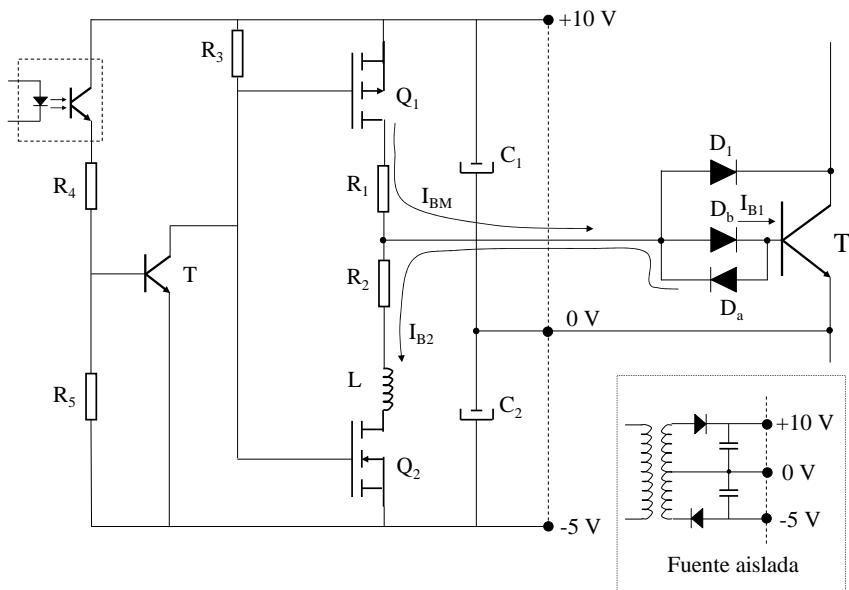 +10 V
R3
Q1
D1
C1
R4
R1
IBM
Db
IB1
T
T
R2
Da
0 V
IB2
R5
L
C2
Q2
+10 V
0 V
-5 V
-5 V
Fuente aislada